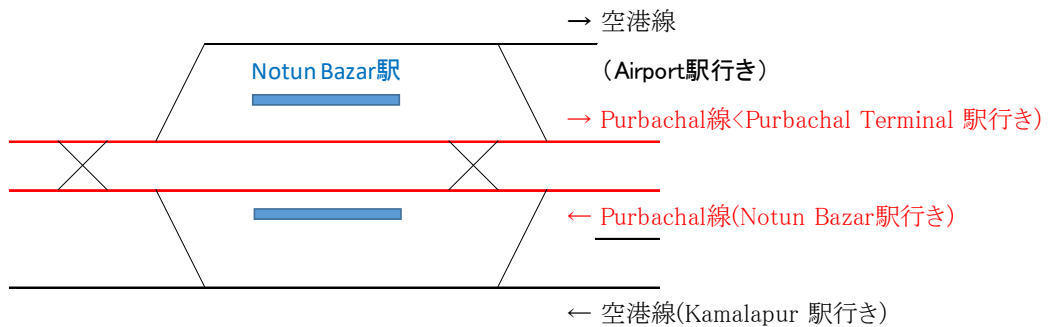 → 空港線
Notun Bazar駅
（Airport駅行き）
→ Purbachal線<Purbachal Terminal 駅行き)
← Purbachal線(Notun Bazar駅行き)
← 空港線(Kamalapur 駅行き)